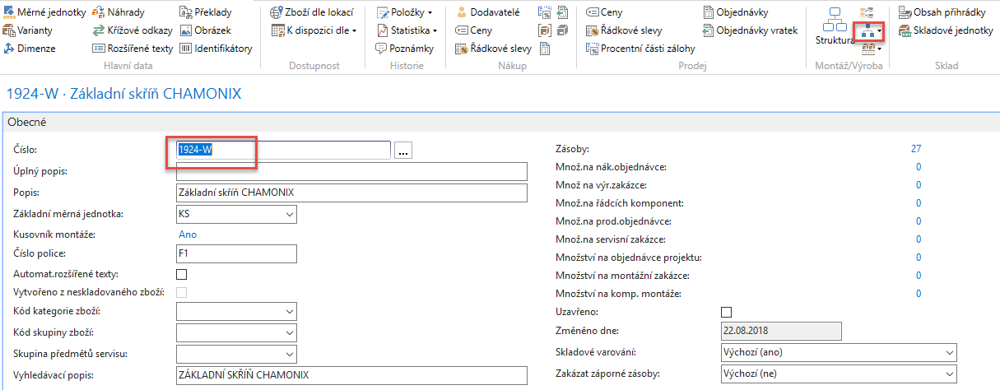 Měrné jednotky Náhrady Překlady Zboží dle lokací Položky Dodavatelé Ceny Objednávky Obsah přihrádky
Varianty Křížové odkazy Obrázek K dispozici dle Statistika Ceny Řádkové slevy Objednávky vratek Struktura Skladové jednotky
Dimenze Rozšířené texty Identifikátory Poznámky Řádkové slevy Procentní části zálohy
Hlavní data Dostupnost Historie Nákup Prodej Montáž/Výroba Sklad
1924-W · Základní skříň CHAMONIX
Obecné
Číslo: 1924-W ...
Úplný popis:
Popis: Základní skříň CHAMONIX
Základní měrná jednotka: KS
Kusovník montáže: Ano
Číslo police: F1
Automat.rozšířené texty:
Vytvořeno z neskladovaného zboží:
Kód kategorie zboží:
Kód skupiny zboží:
Skupina předmětů servisu:
Vyhledávací popis: ZÁKLADNÍ SKŘÍŇ CHAMONIX
Zásoby: 27
Množ.na nák.objednávce: 0
Množ na výr.zakázce: 0
Množ.na řádcích komponent: 0
Množ.na prod.objednávce: 0
Množ.na servisní zakázce: 0
Množství na objednávce projektu: 0
Množství na montážní zakázce: 0
Množství na komp. montáže: 0
Uzavřeno:
Změněno dne: 22.08.2018
Skladové varování: Výchozí (ano)
Zakázat záporné zásoby: Výchozí (ne)